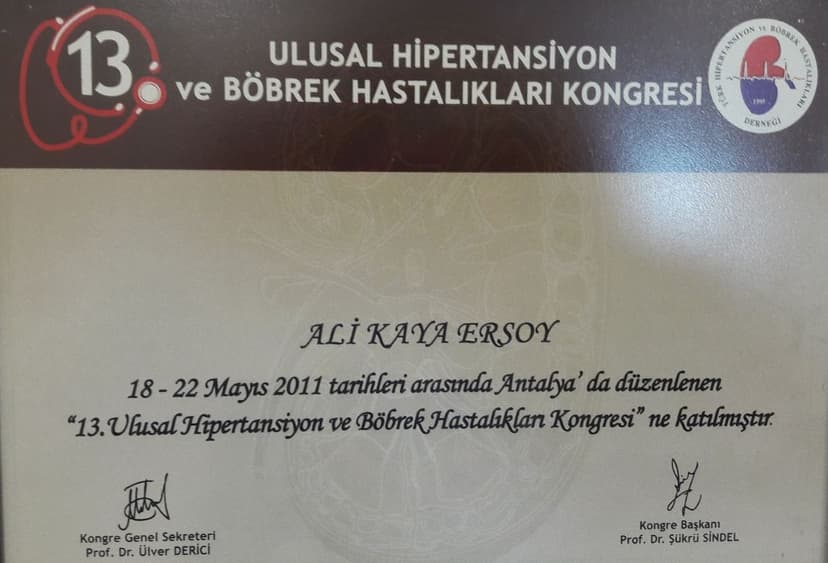 13.
ULUSAL HİPERTANSİYON
ve BÖBREK HASTALIKLARI KONGRESİ
TÜRK HİPERTANSİYON ve BÖBREK HASTALIKLARI
1995
DERNEĞİ
ALİ KAYA ERSOY
18 - 22 Mayıs 2011 tarihleri arasında Antalya' da düzenlenen
“13.Ulusal Hipertansiyon ve Böbrek Hastalıkları Kongresi” ne katılmıştır.
Kongre Genel Sekreteri
Prof. Dr. Ülver DERİCİ
Kongre Başkanı
Prof. Dr. Şükrü SİNDEL